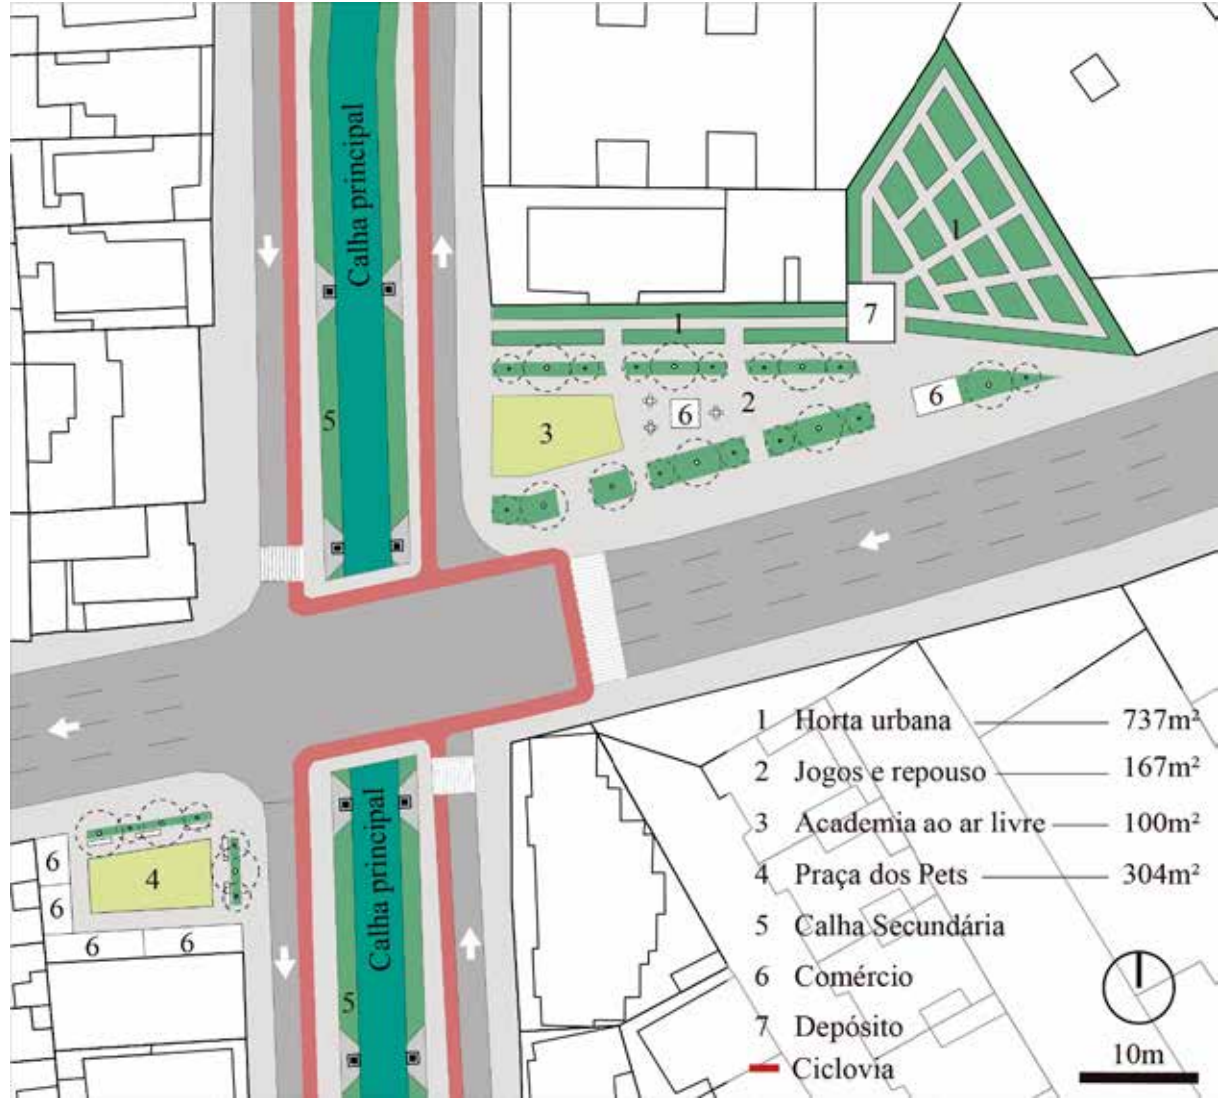 Calha principal
1
7
1
2
6
6
3
5
1 Horta urbana 737m²
2 Jogos e repouso 167m²
3 Academia ao ar livre 100m²
4 Praça dos Pets 304m²
5 Calha Secundária
6 Comércio
7 Depósito
Ciclovia
10m
Calha principal
6
4
6
6
6
5